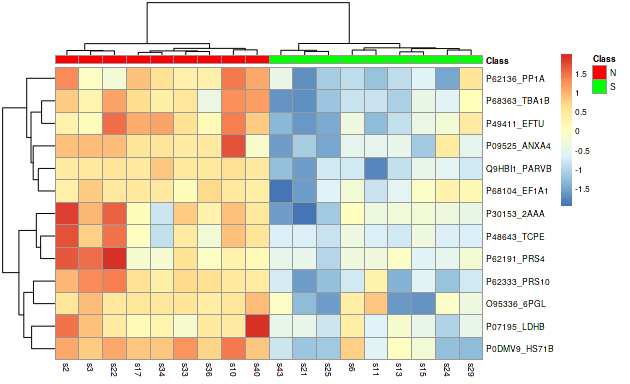 Class
P62136_PP1A
P68363_TBA1B
P49411_EFTU
P09525_ANXA4
Q9HBI1_PARVB
P68104_EF1A1
P30153_2AAA
P48643_TCPE
P62191_PRS4
P62333_PRS10
O95336_6PGL
P07195_LDHB
P0DMV9_HS71B
s2 s3 s22 s17 s34 s33 s36 s10 s40 s43 s21 s25 s6 s11 s13 s15 s24 s29
1.5
1
0.5
0
-0.5
-1
-1.5
Class
N
S